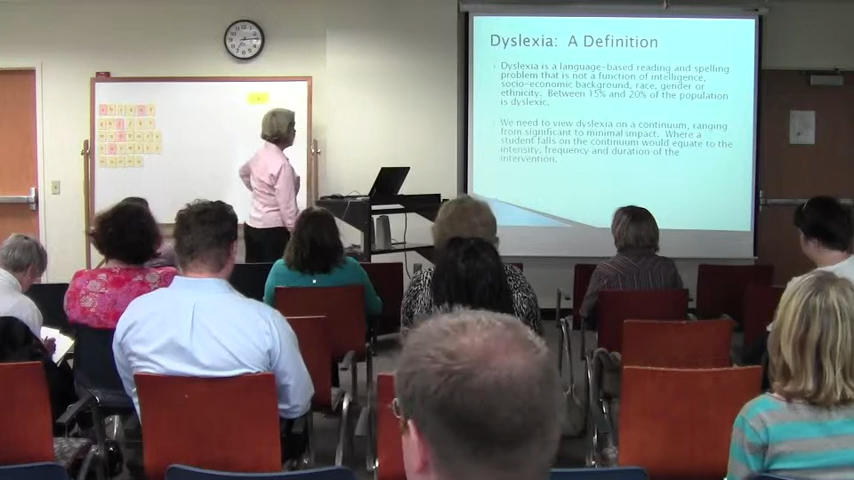 Dyslexia: A Definition
Dyslexia is a language-based reading and spelling
problem that is not a function of intelligence,
socio-economic background, race, gender or
ethnicity. Between 15% and 20% of the population
is dyslexic.
We need to view dyslexia on a continuum, ranging
from significant to minimal impact. Where a
student falls on the continuum would equate to the
intensity, frequency and duration of the
intervention.